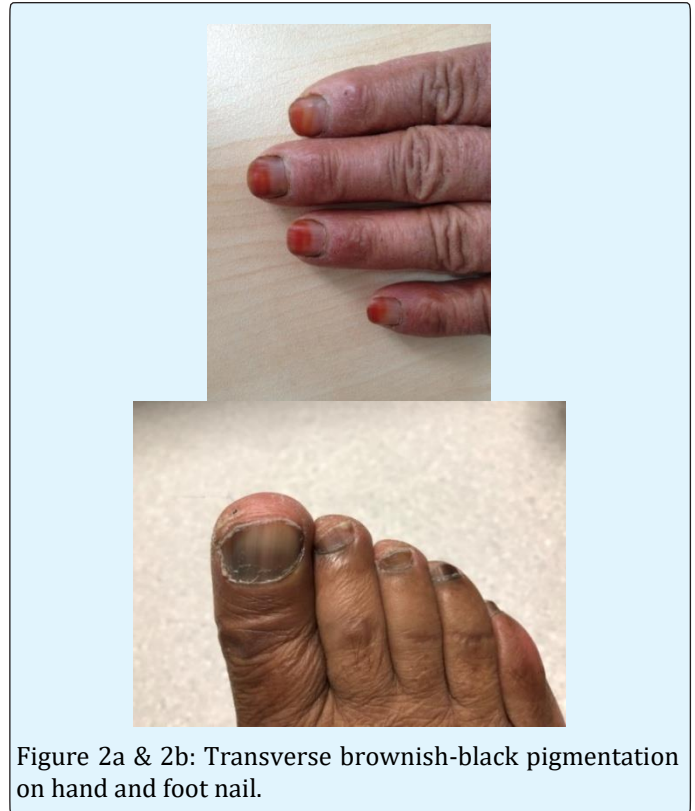 Figure 2a & 2b: Transverse brownish-black pigmentation
on hand and foot nail.